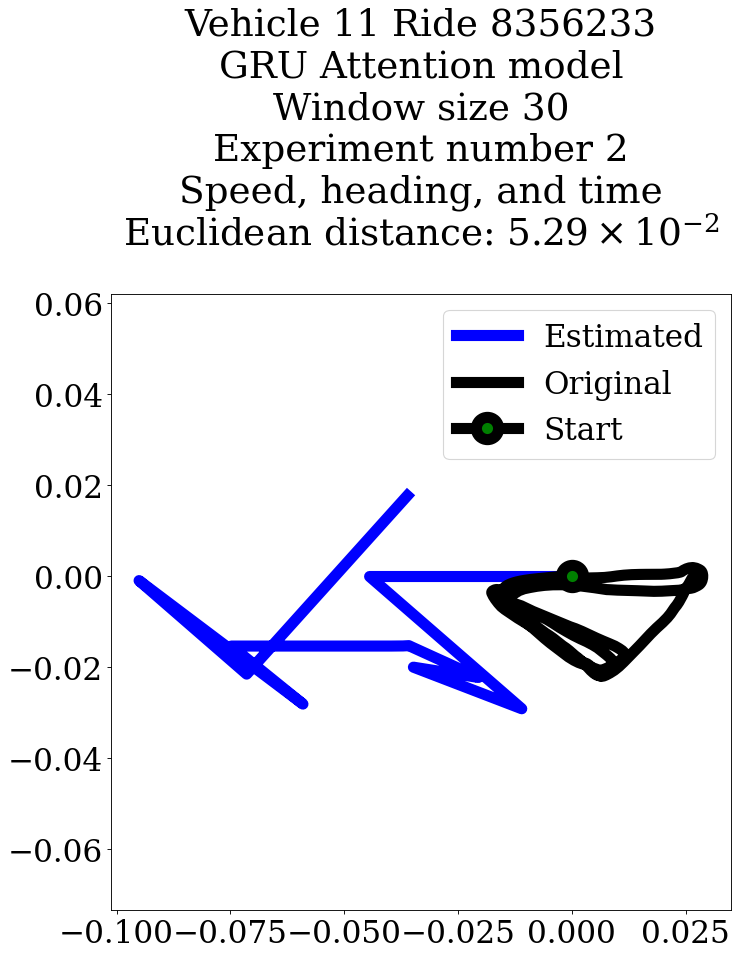 Vehicle 11 Ride 8356233
GRU Attention model
Window size 30
Experiment number 2
Speed, heading, and time
Euclidean distance: 5.29 × 10⁻²
0.06
Estimated
0.04
Original
Start
0.02
0.00
−0.02
−0.04
−0.06
−0.100 −0.075 −0.050 −0.025 0.000 0.025